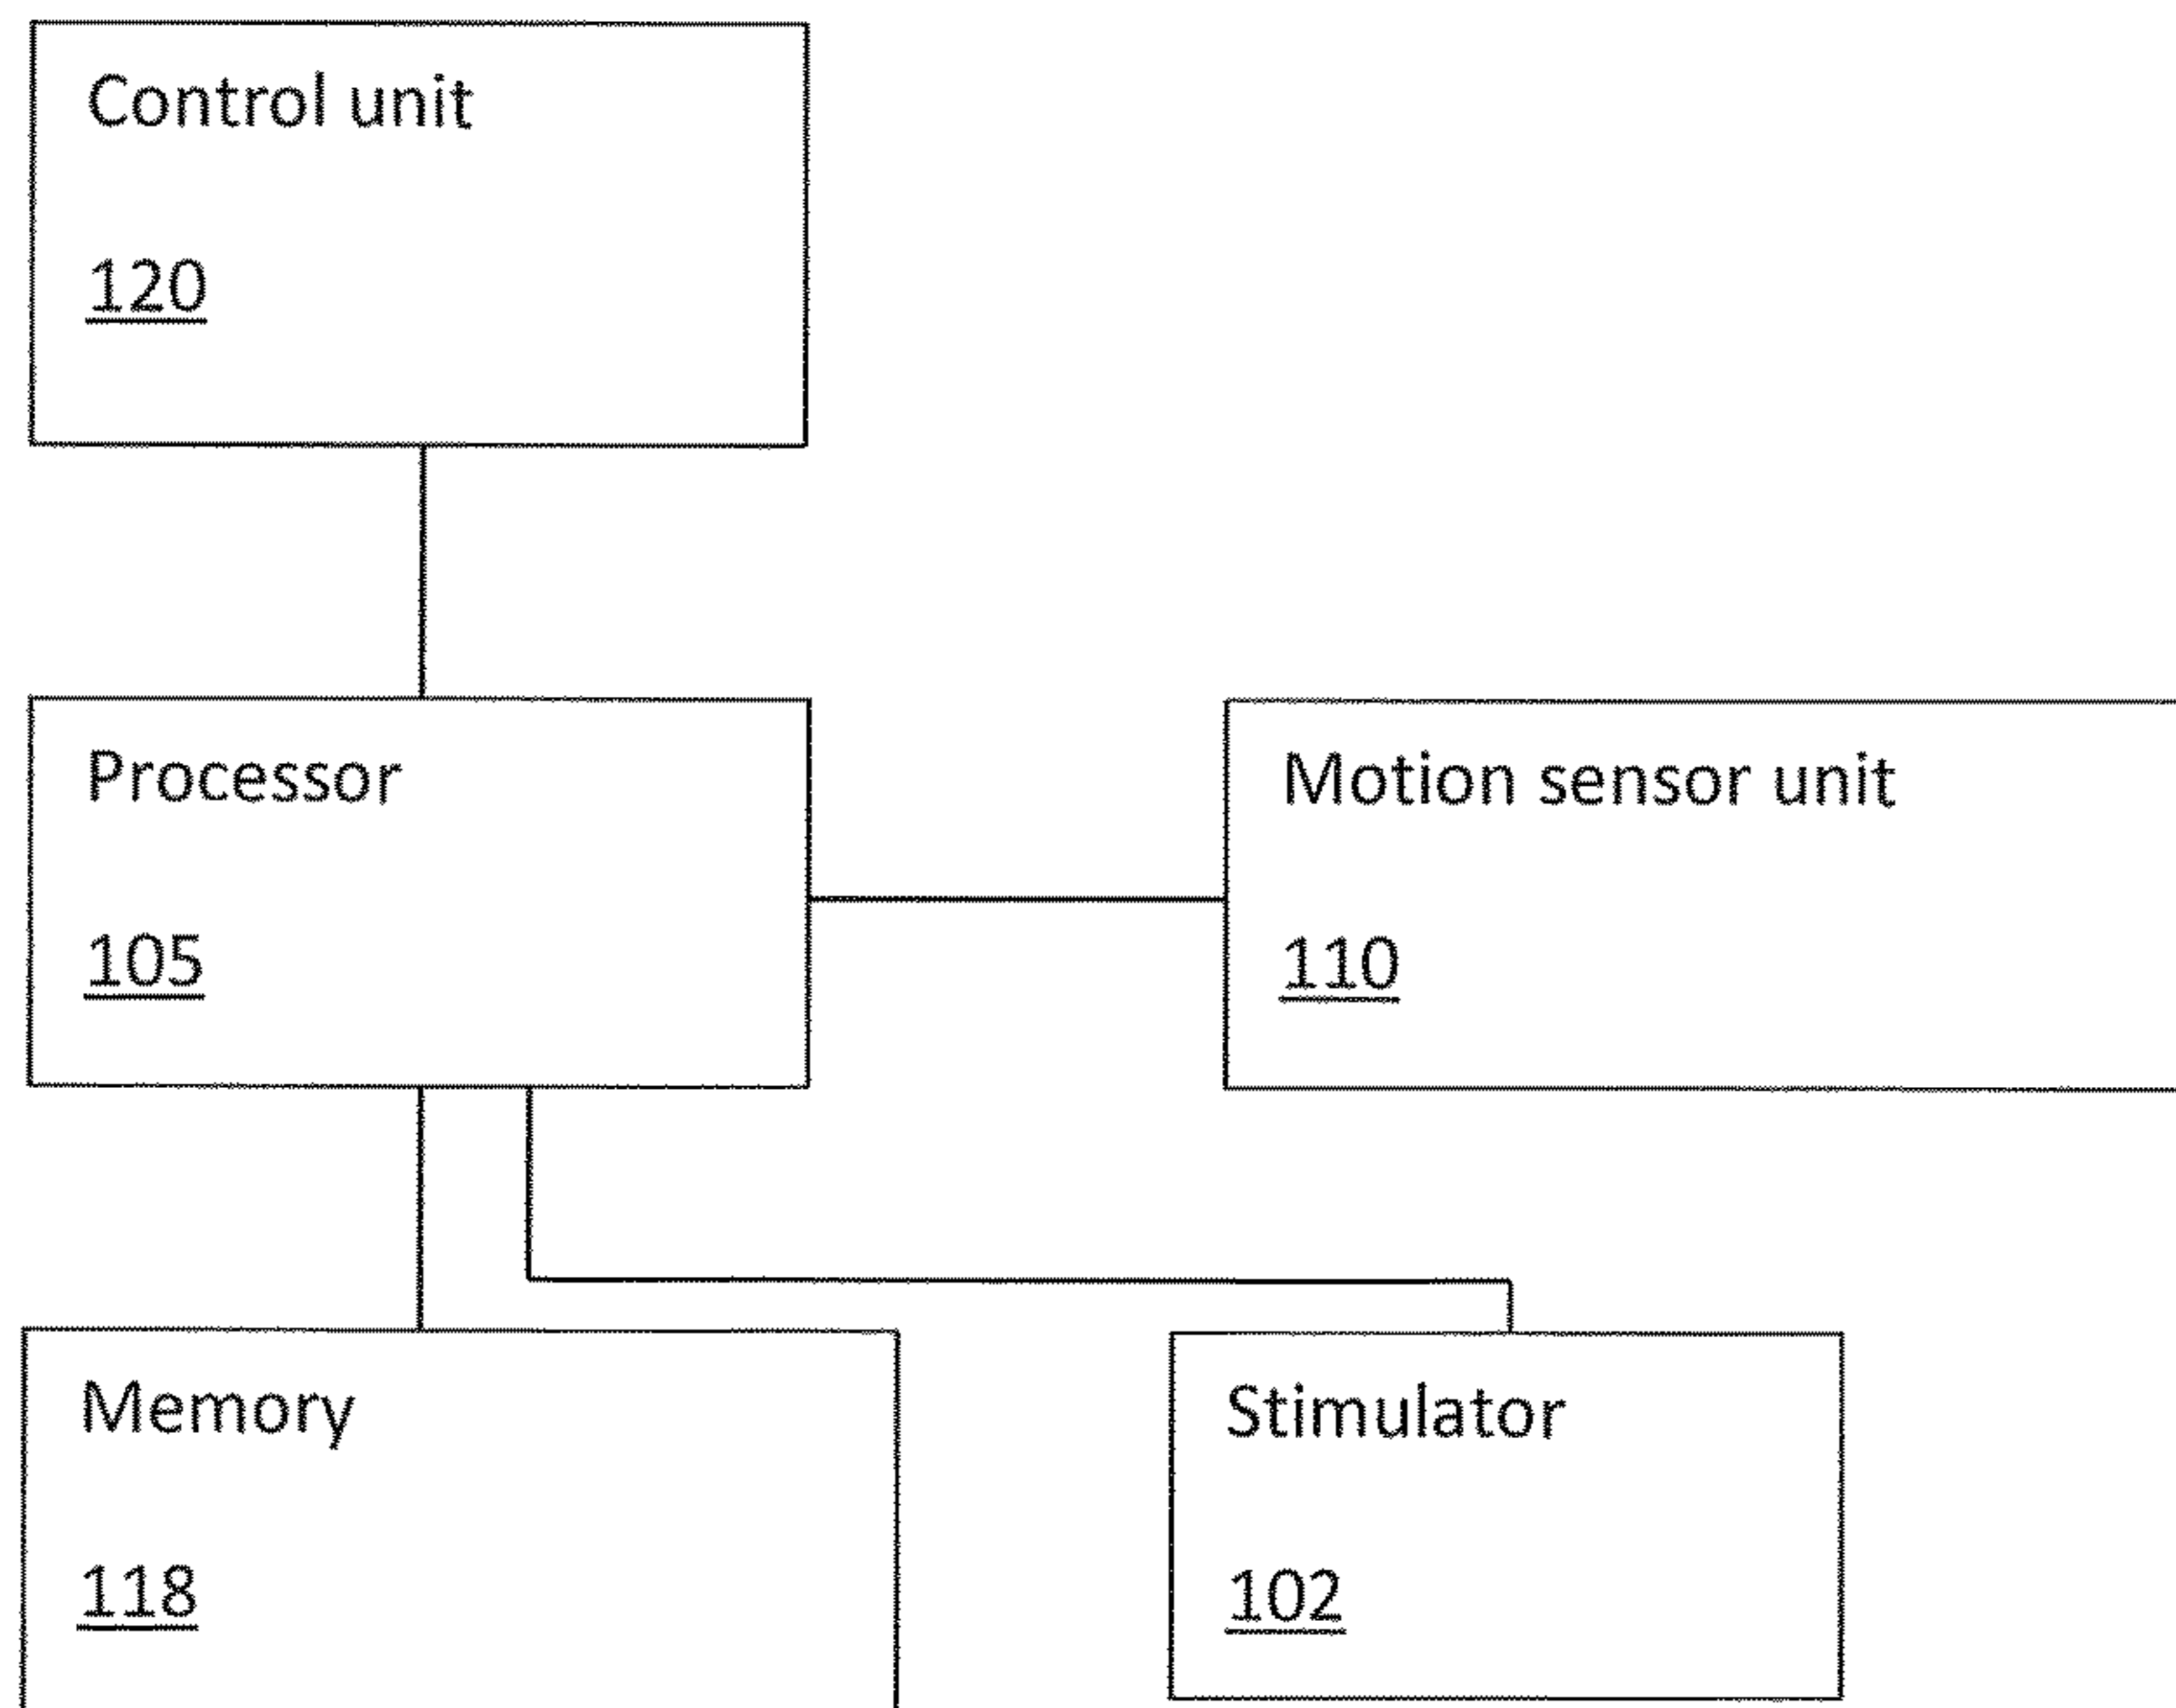 Control unit
120
Processor
105
Motion sensor unit
110
Memory
118
Stimulator
102